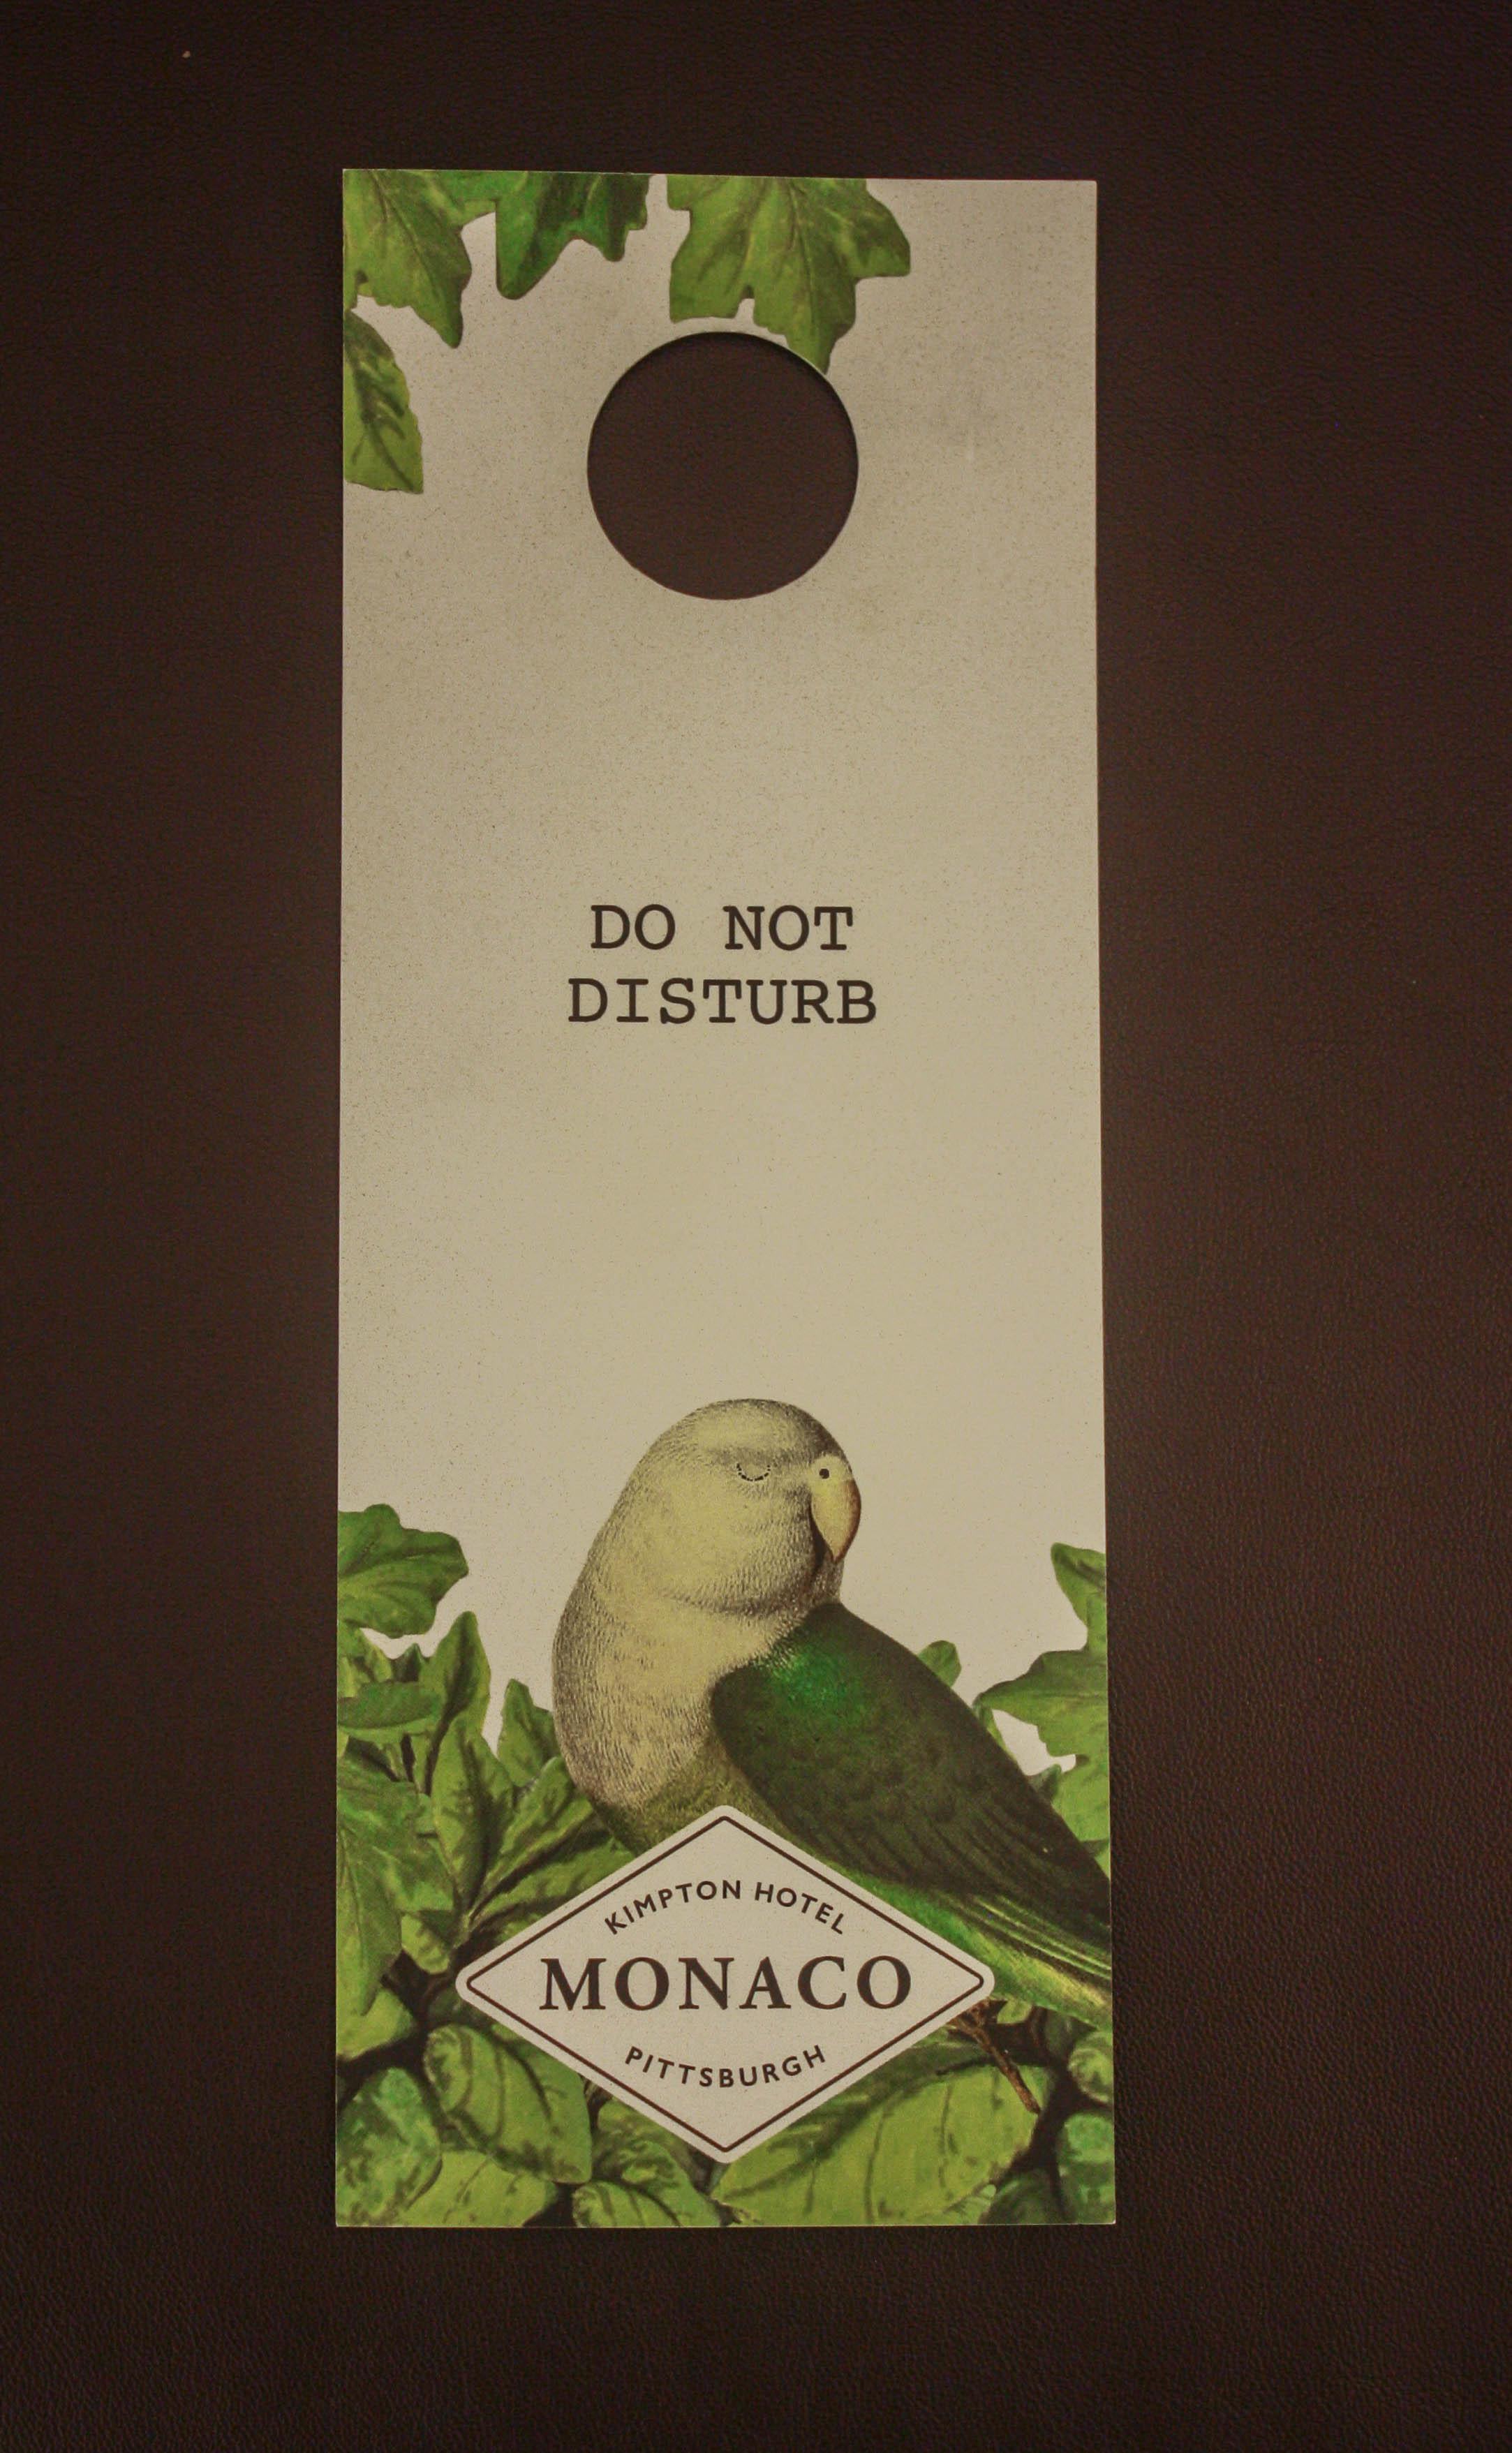 DO NOT
DISTURB
KIMPTON HOTEL
MONACO
PITTSBURGH